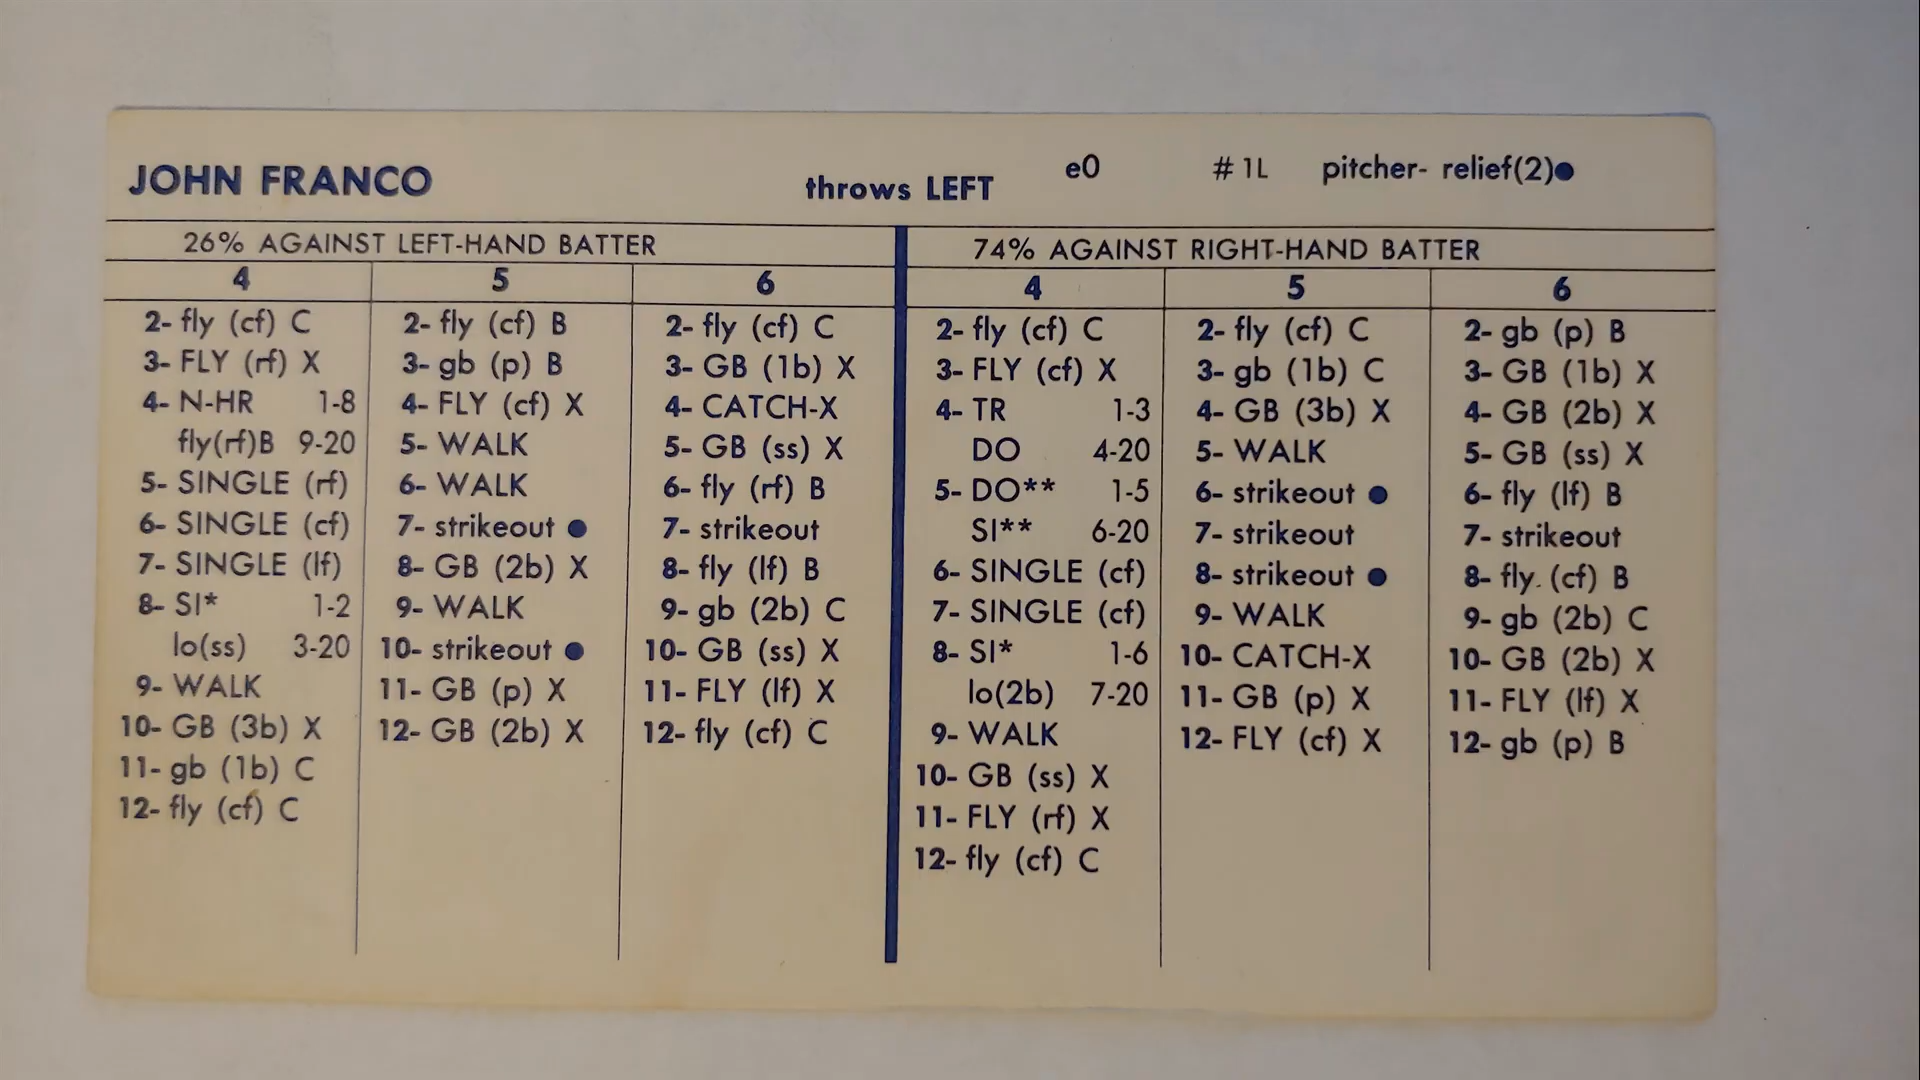 JOHN FRANCO throws LEFT e0 # 1L pitcher- relief(2)●
26% AGAINST LEFT-HAND BATTER
4 5 6
2- fly (cf) C 2- fly (cf) B 2- fly (cf) C
3- FLY (rf) X 3- gb (p) B 3- GB (1b) X
4- N-HR 1-8 4- FLY (cf) X 4- CATCH-X
fly(rf)B 9-20 5- WALK 5- GB (ss) X
5- SINGLE (rf) 6- WALK 6- fly (rf) B
6- SINGLE (cf) 7- strikeout ● 7- strikeout
7- SINGLE (lf) 8- GB (2b) X 8- fly (lf) B
8- SI* 1-2 9- WALK 9- gb (2b) C
lo(ss) 3-20 10- strikeout ● 10- GB (ss) X
9- WALK 11- GB (p) X 11- FLY (lf) X
10- GB (3b) X 12- GB (2b) X 12- fly (cf) C
11- gb (1b) C
12- fly (cf) C
74% AGAINST RIGHT-HAND BATTER
4 5 6
2- fly (cf) C 2- fly (cf) C 2- gb (p) B
3- FLY (cf) X 3- gb (1b) C 3- GB (1b) X
4- TR 1-3 4- GB (3b) X 4- GB (2b) X
DO 4-20 5- WALK 5- GB (ss) X
5- DO** 1-5 6- strikeout ● 6- fly (lf) B
SI** 6-20 7- strikeout 7- strikeout
6- SINGLE (cf) 8- strikeout ● 8- fly (cf) B
7- SINGLE (cf) 9- WALK 9- gb (2b) C
8- SI* 1-6 10- CATCH-X 10- GB (2b) X
lo(2b) 7-20 11- GB (p) X 11- FLY (lf) X
9- WALK 12- FLY (cf) X 12- gb (p) B
10- GB (ss) X
11- FLY (rf) X
12- fly (cf) C